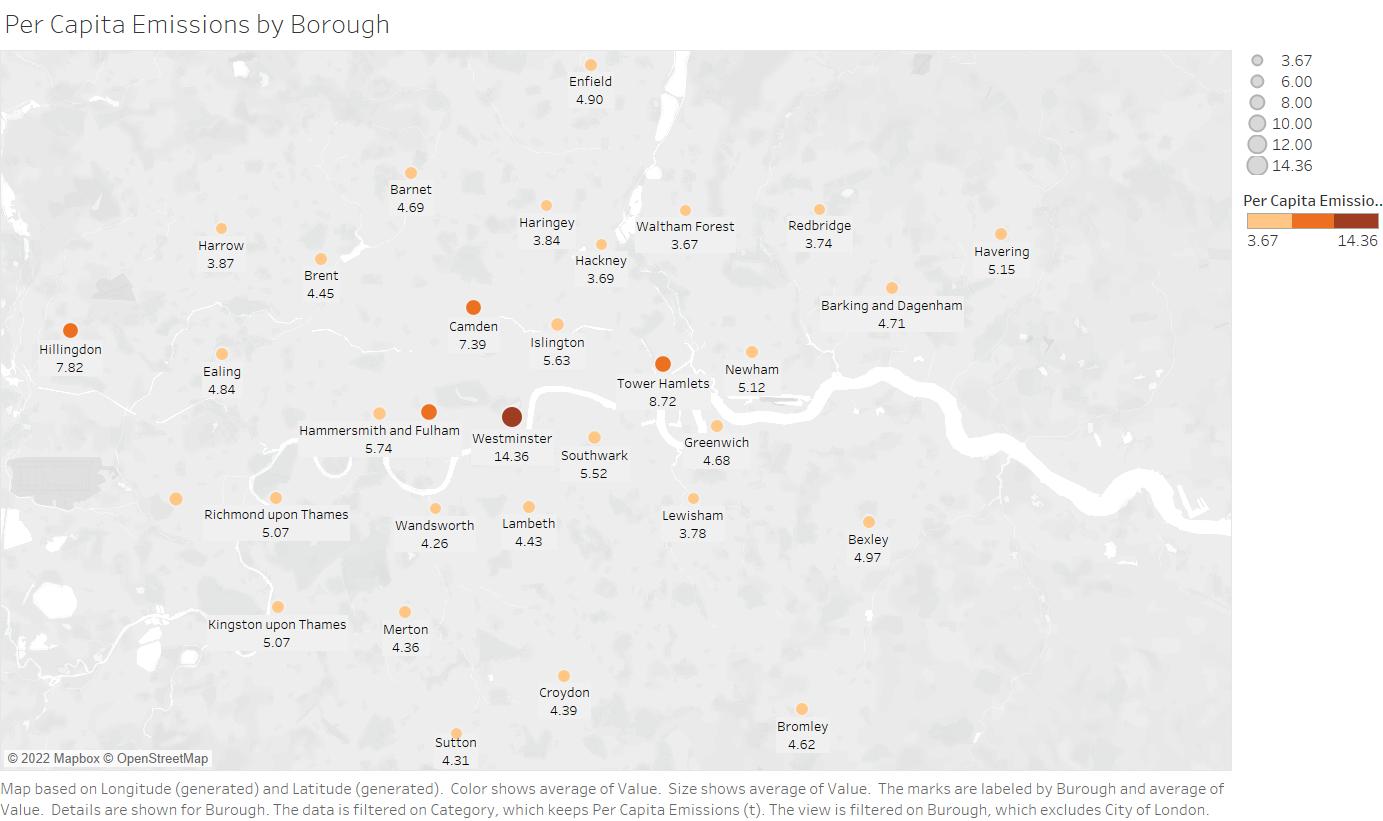 Per Capita Emissions by Borough
3.67
6.00
8.00
10.00
12.00
14.36
Per Capita Emissio..
3.67 14.36
Enfield
4.90
Barnet
4.69
Haringey
3.84
Waltham Forest
3.67
Redbridge
3.74
Harrow
3.87
Hackney
3.69
Havering
5.15
Brent
4.45
Barking and Dagenham
4.71
Camden
7.39
Islington
5.63
Hillingdon
7.82
Ealing
4.84
Tower Hamlets
8.72
Newham
5.12
Hammersmith and Fulham
5.74
Westminster
14.36
Southwark
5.52
Greenwich
4.68
Richmond upon Thames
5.07
Wandsworth
4.26
Lambeth
4.43
Lewisham
3.78
Bexley
4.97
Kingston upon Thames
5.07
Merton
4.36
Croydon
4.39
Bromley
4.62
Sutton
4.31
© 2022 Mapbox © OpenStreetMap
Map based on Longitude (generated) and Latitude (generated).  Color shows average of Value.  Size shows average of Value.  The marks are labeled by Borough and average of
Value.  Details are shown for Borough. The data is filtered on Category, which keeps Per Capita Emissions (t). The view is filtered on Borough, which excludes City of London.